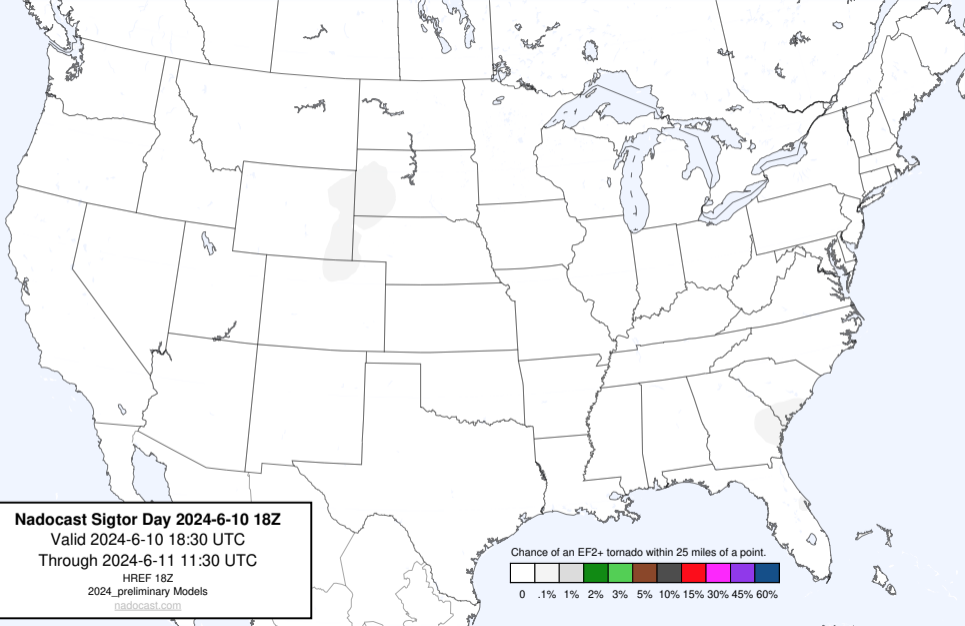 Nadocast Sigtor Day 2024-6-10 18Z
Valid 2024-6-10 18:30 UTC
Through 2024-6-11 11:30 UTC
HREF 18Z
2024_preliminary Models
nadocast.com
Chance of an EF2+ tornado within 25 miles of a point.
0 .1% 1% 2% 3% 5% 10% 15% 30% 45% 60%